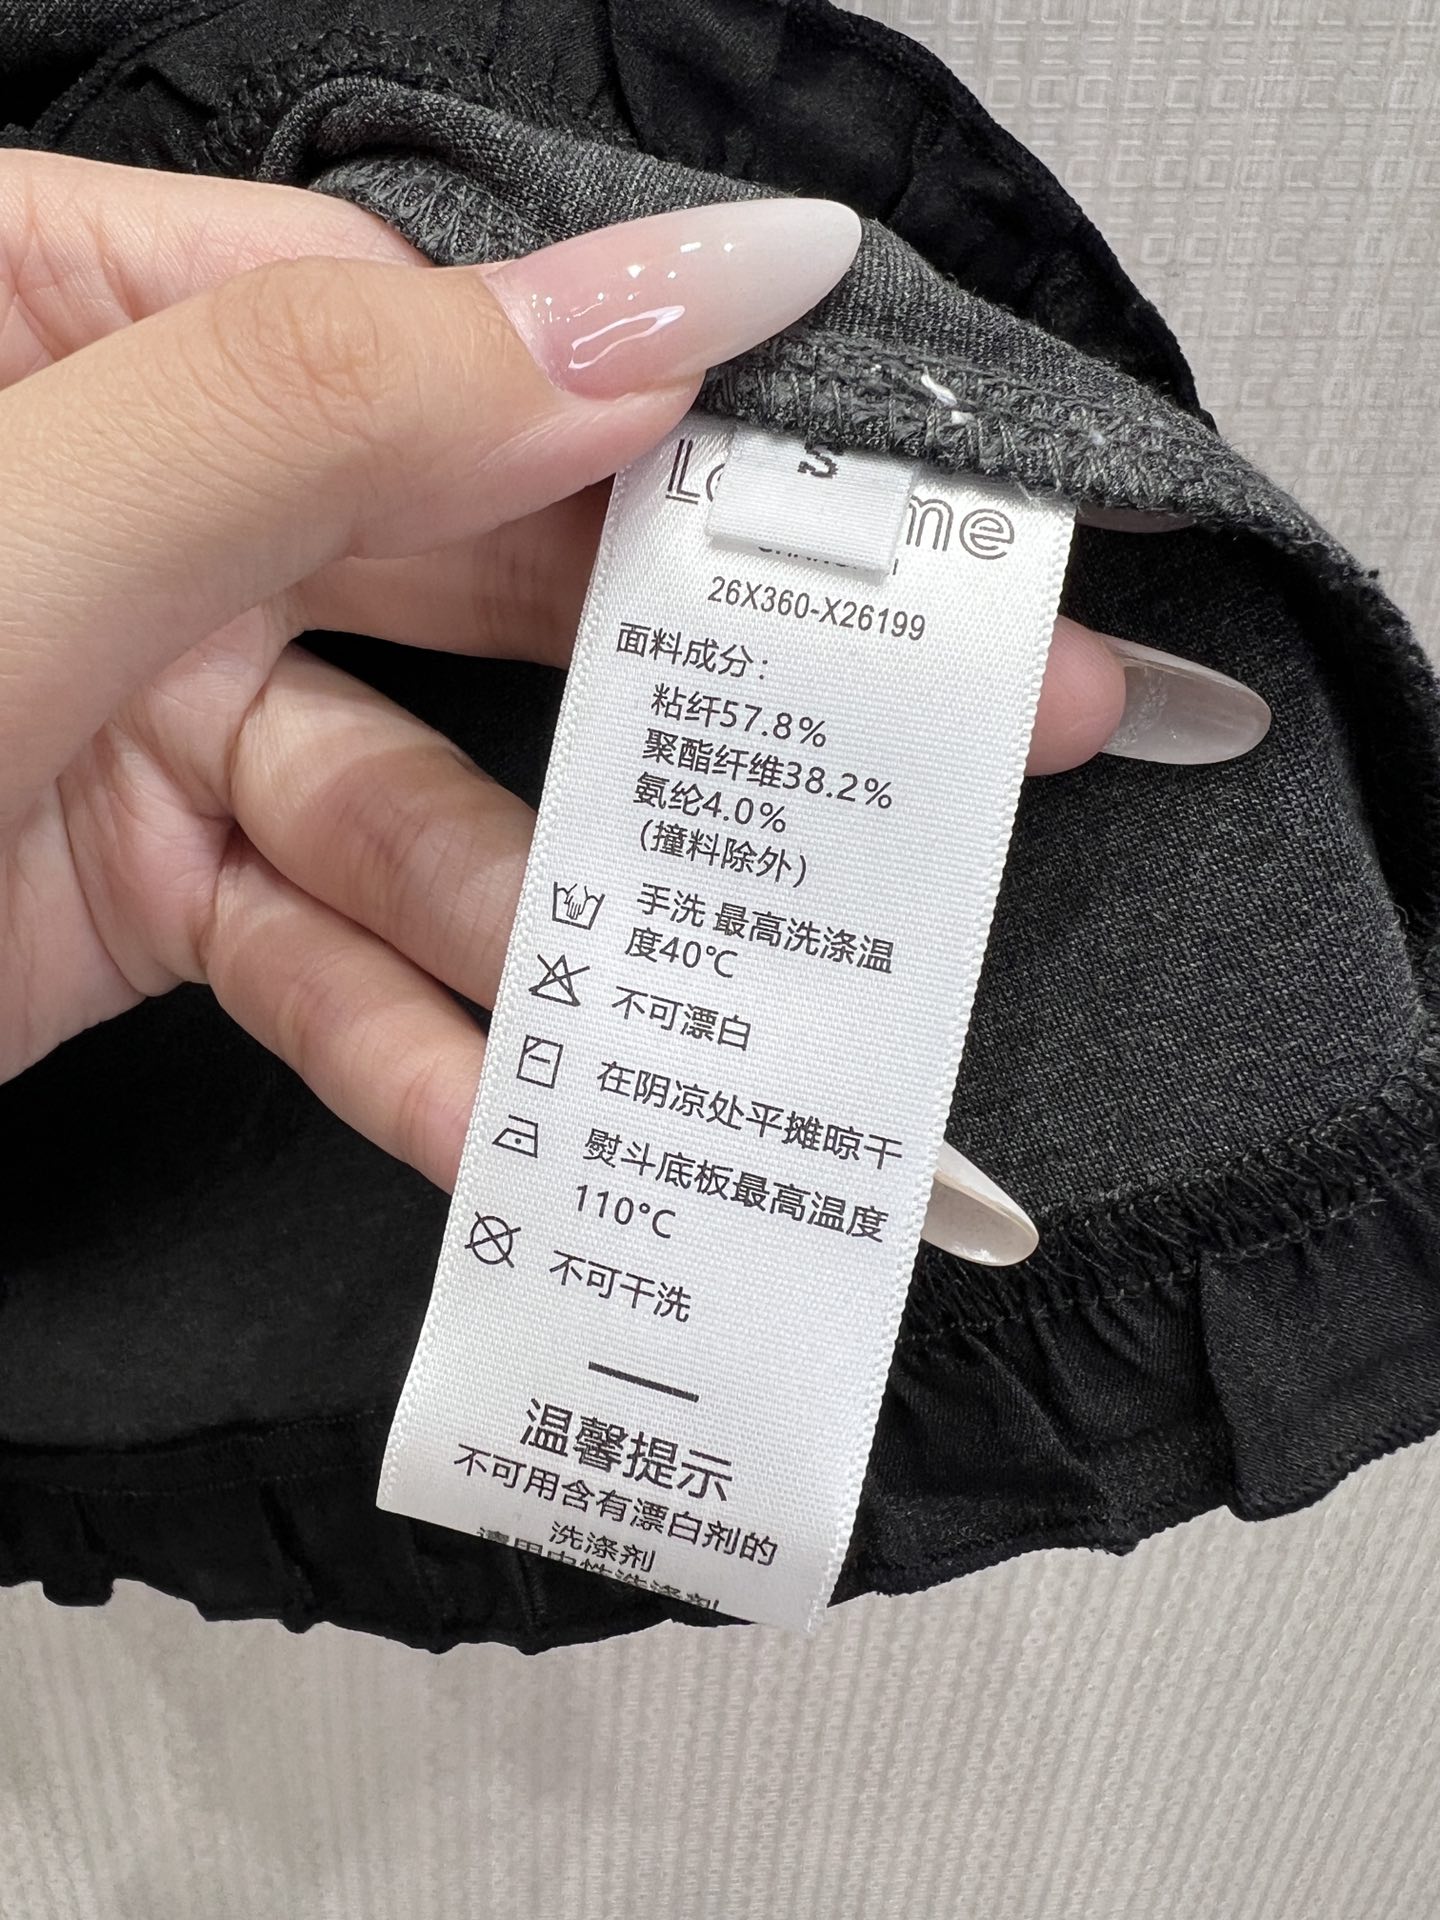 S
26X360-X26199
面料成分：
粘纤57.8%
聚酯纤维38.2%
氨纶4.0%
(撞料除外)
手洗 最高洗涤温
度40℃
不可漂白
在阴凉处平摊晾干
熨斗底板最高温度
110℃
不可干洗
温馨提示
不可用含有漂白剂的
洗涤剂